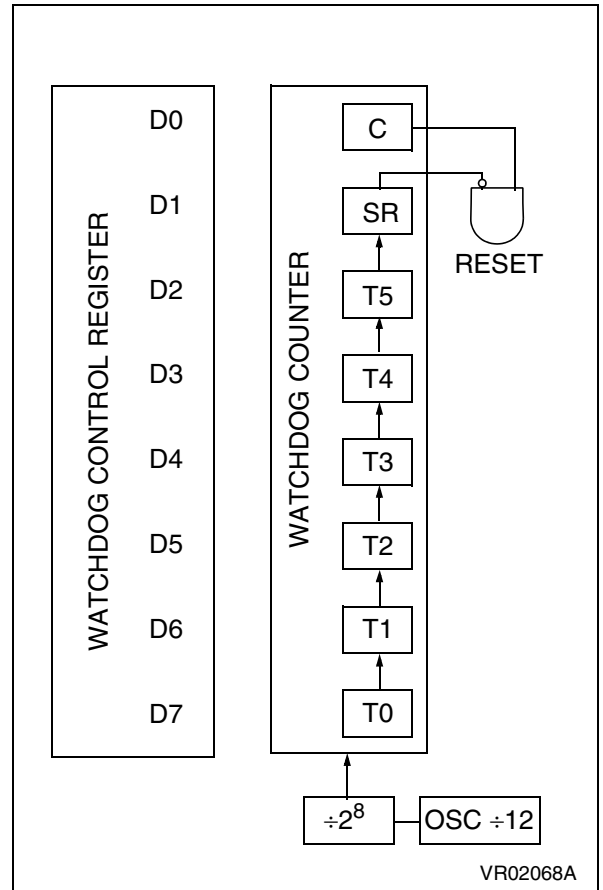 WATCHDOG CONTROL REGISTER
D0
D1
D2
D3
D4
D5
D6
D7
WATCHDOG COUNTER
C
SR
T5
T4
T3
T2
T1
T0
RESET
÷2⁸
OSC ÷12
VR02068A